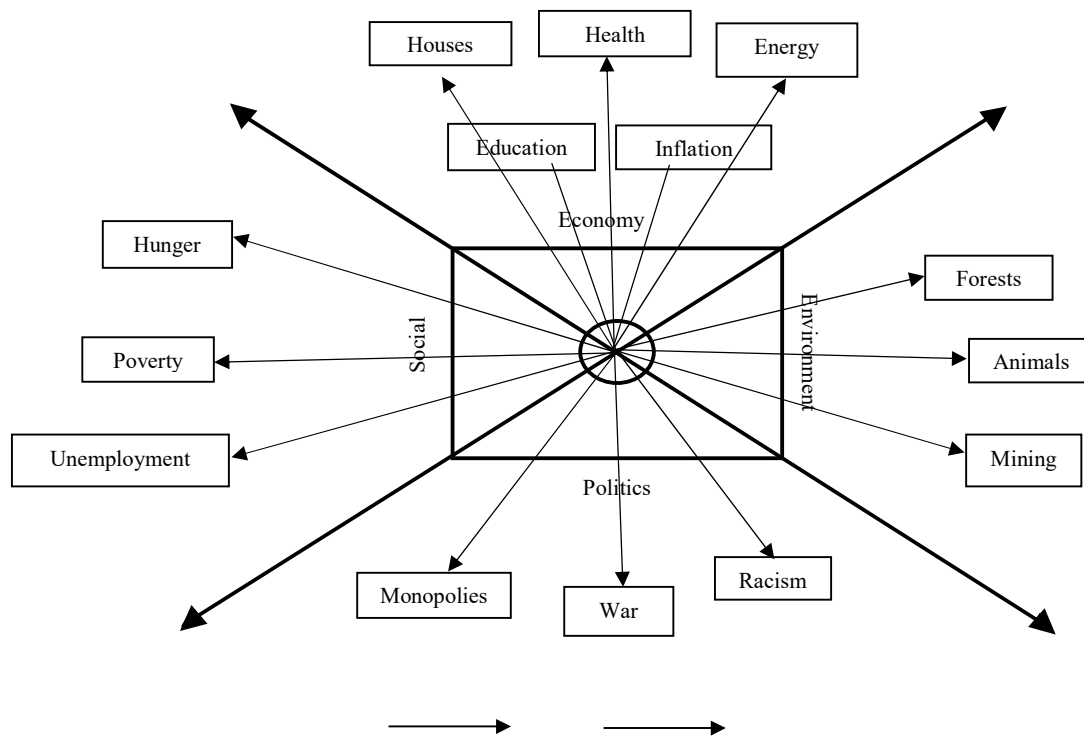 Houses
Health
Energy
Education
Inflation
Economy
Hunger
Forests
Social
Environment
Poverty
Animals
Unemployment
Mining
Politics
Monopolies
War
Racism